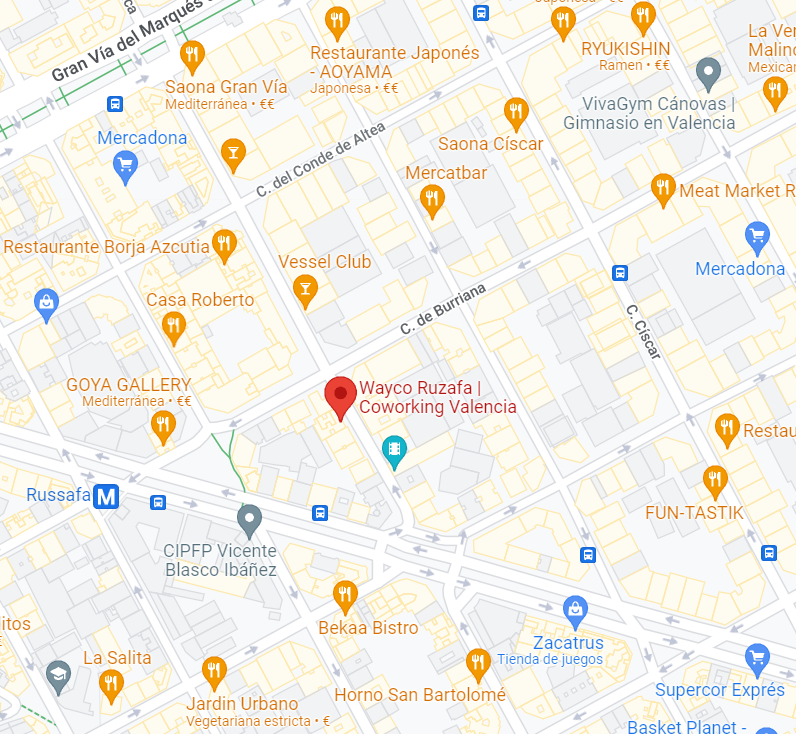 ca
Gran Vía del Marqués
Saona Gran Vía
Mediterránea • €€
Restaurante Japonés
- AOYAMA
Japonesa • €€
Japonesa • €€
RYUKISHIN
Ramen • €€
VivaGym Cánovas |
Gimnasio en Valencia
Mercadona
C. del Conde de Altea
Saona Císcar
Mercatbar
Meat Market R
Restaurante Borja Azcutia
Vessel Club
Mercadona
Casa Roberto
C. de Burriana
C. Císcar
GOYA GALLERY
Mediterránea • €€
Wayco Ruzafa |
Coworking Valencia
Restau
Russafa
M
FUN-TASTIK
CIPFP Vicente
Blasco Ibáñez
itos
Bekaa Bistro
Zacatrus
Tienda de juegos
La Salita
Horno San Bartolomé
Supercor Exprés
Jardin Urbano
Vegetariana estricta • €
Basket Planet -